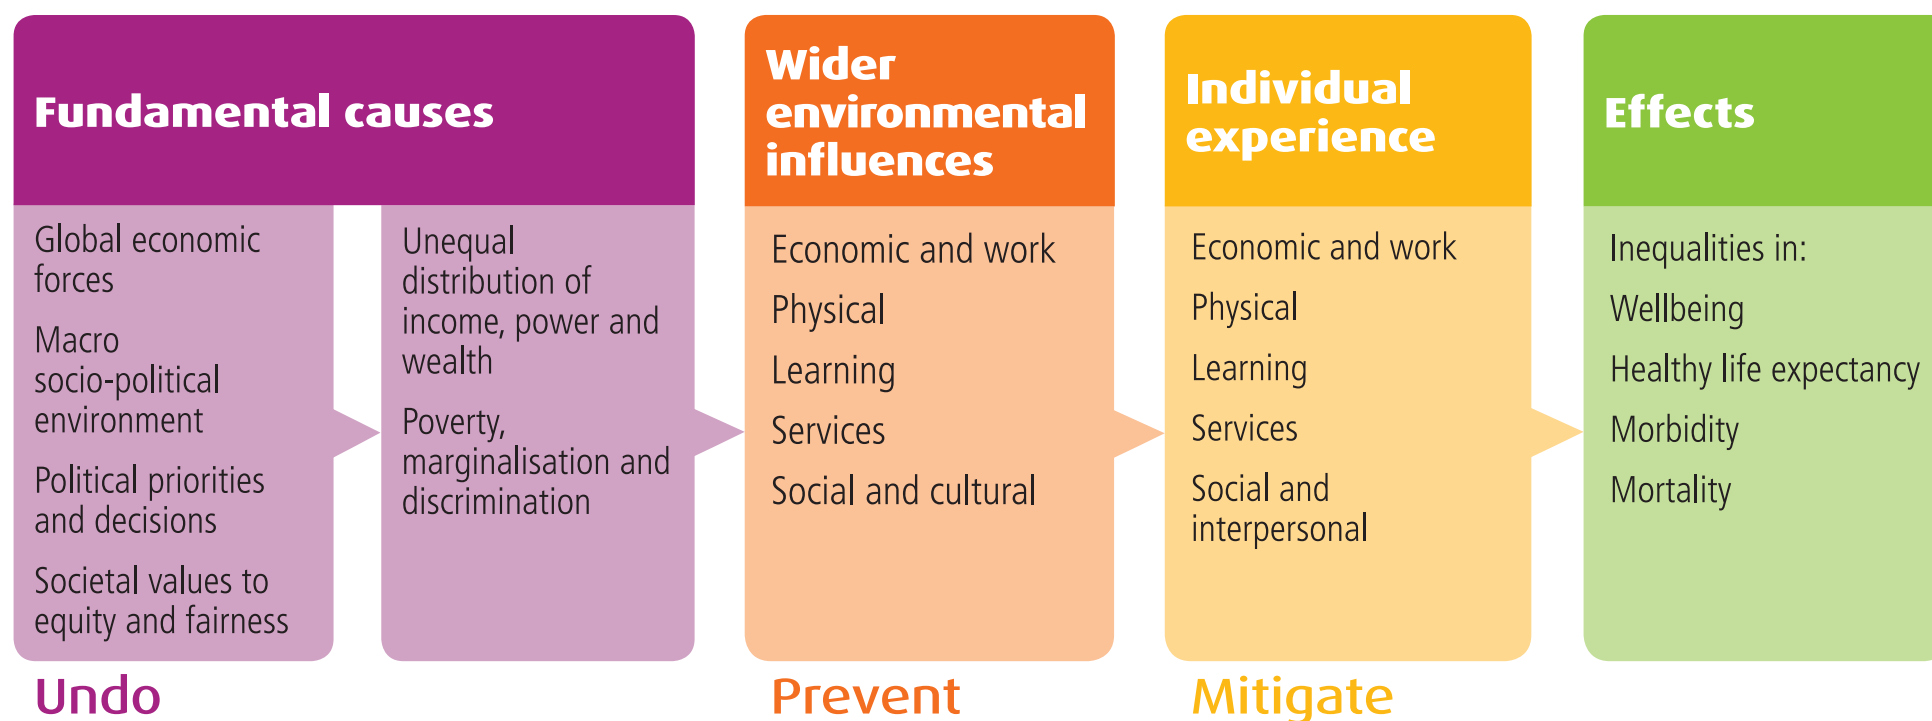 Fundamental causes
Global economic
forces
Macro
socio-political
environment
Political priorities
and decisions
Societal values to
equity and fairness
Unequal
distribution of
income, power and
wealth
Poverty,
marginalisation and
discrimination
Undo
Wider
environmental
influences
Economic and work
Physical
Learning
Services
Social and cultural
Prevent
Individual
experience
Economic and work
Physical
Learning
Services
Social and
interpersonal
Mitigate
Effects
Inequalities in:
Wellbeing
Healthy life expectancy
Morbidity
Mortality